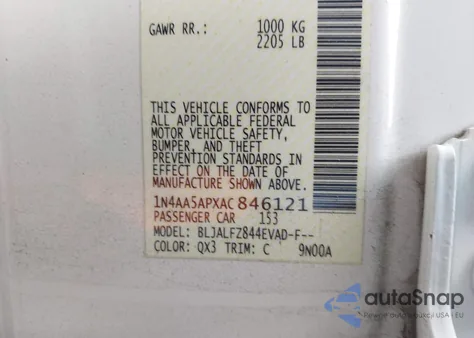 GAWR RR.: 1000 KG
2205 LB
THIS VEHICLE CONFORMS TO
ALL APPLICABLE FEDERAL
MOTOR VEHICLE SAFETY,
BUMPER, AND THEFT
PREVENTION STANDARDS IN
EFFECT ON THE DATE OF
MANUFACTURE SHOWN ABOVE.
1N4AA5APXAC846121
PASSENGER CAR 153
MODEL: BLJALFZ844EVAD-F--
COLOR: QX3 TRIM: C 9N00A
autoSnap